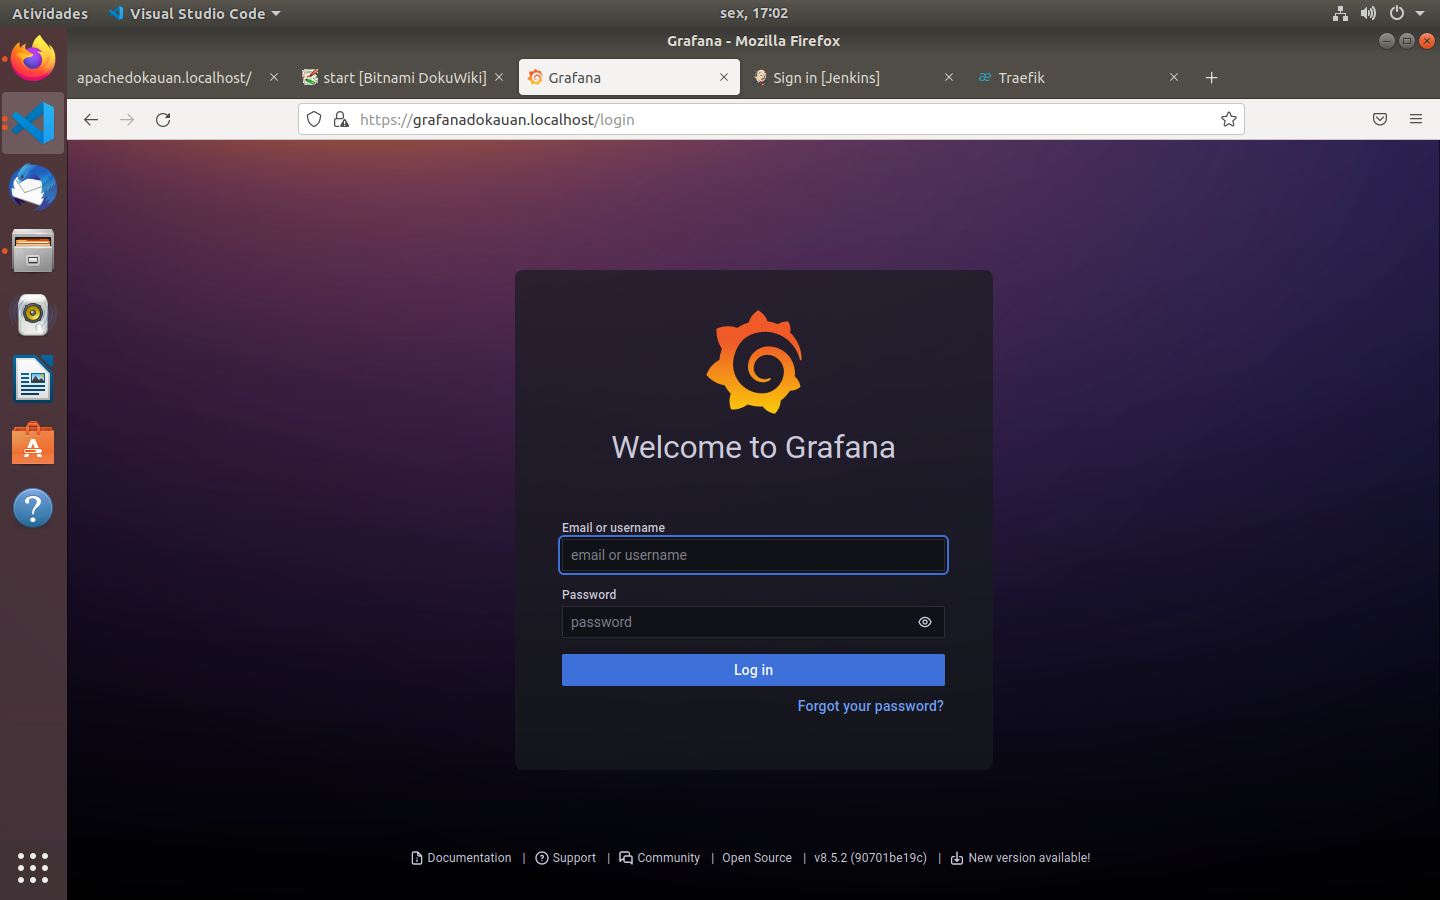 Atividades Visual Studio Code sex, 17:02
Grafana - Mozilla Firefox
apachedokauan.localhost/ start [Bitnami DokuWiki] Grafana Sign in [Jenkins] Traefik
https://grafanadokauan.localhost/login
Welcome to Grafana
Email or username
email or username
Password
password
Log in
Forgot your password?
Documentation | Support | Community | Open Source | v8.5.2 (90701be19c) | New version available!